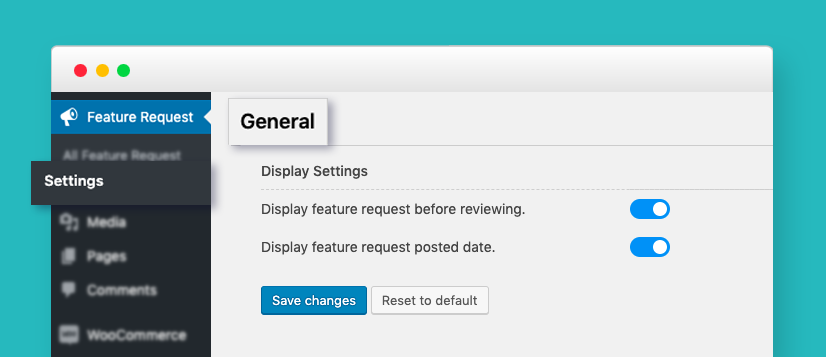 Feature Request
All Feature Request
Settings
Media
Pages
Comments
WooCommerce
General
Display Settings
Display feature request before reviewing.
Display feature request posted date.
Save changes
Reset to default